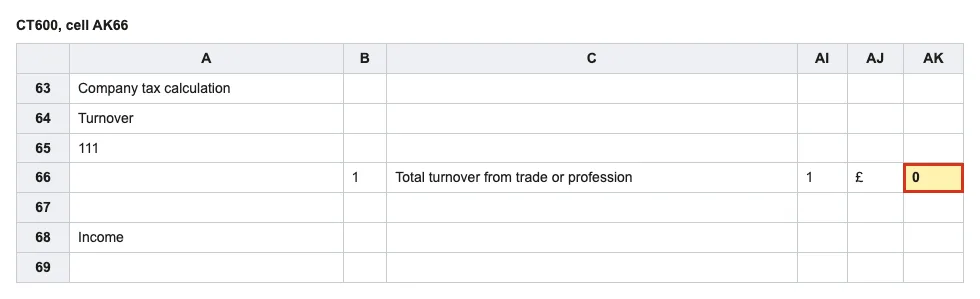 CT600, cell AK66
A B C AI AJ AK
63 Company tax calculation
64 Turnover
65 111
66 1 Total turnover from trade or profession 1 £ 0
67
68 Income
69